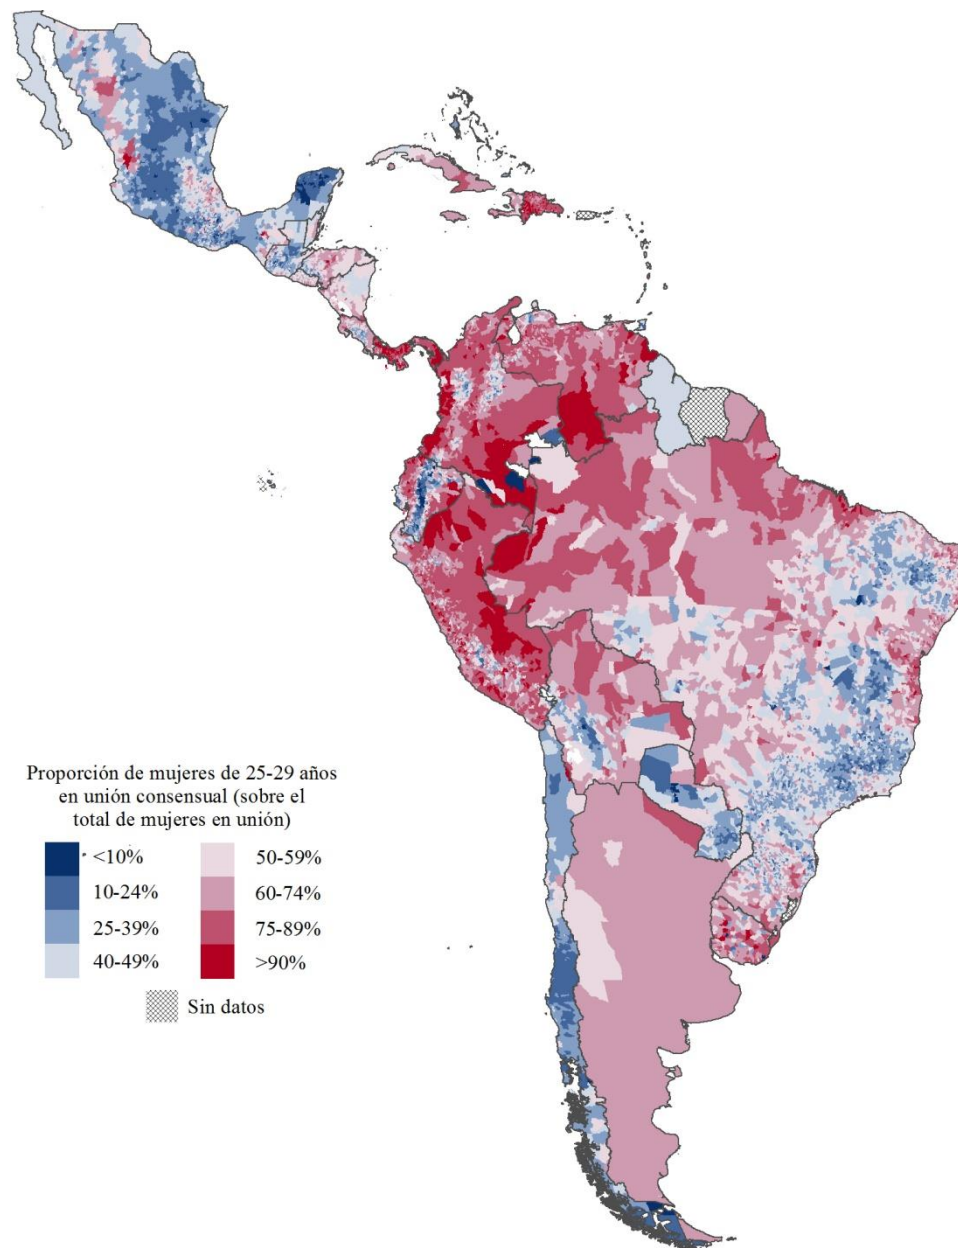 Proporción de mujeres de 25-29 años
en unión consensual (sobre el
total de mujeres en unión)
<10%
50-59%
10-24%
60-74%
25-39%
75-89%
40-49%
>90%
Sin datos